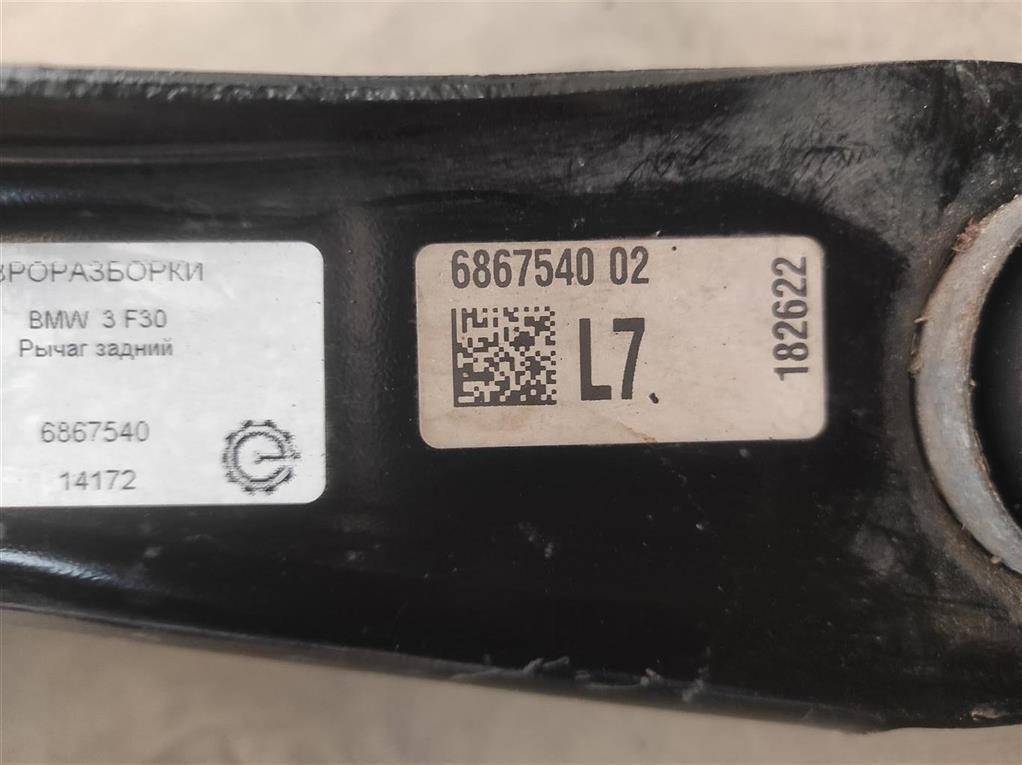 ВРОРАЗБОРКИ
BMW 3 F30
Рычаг задний
6867540
14172
6867540 02
L7
182622